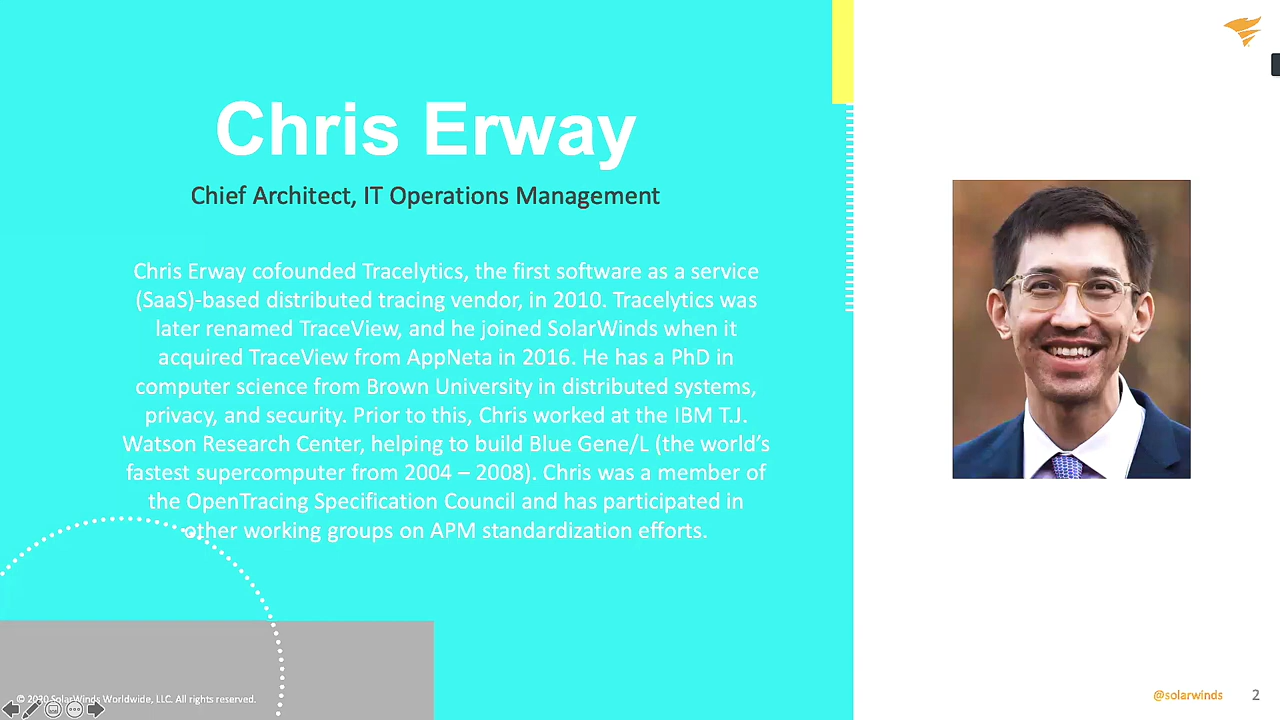 Chris Erway
Chief Architect, IT Operations Management
Chris Erway cofounded Tracelytics, the first software as a service
(SaaS)-based distributed tracing vendor, in 2010. Tracelytics was
later renamed TraceView, and he joined SolarWinds when it
acquired TraceView from AppNeta in 2016. He has a PhD in
computer science from Brown University in distributed systems,
privacy, and security. Prior to this, Chris worked at the IBM T.J.
Watson Research Center, helping to build Blue Gene/L (the world’s
fastest supercomputer from 2004 – 2008). Chris was a member of
the OpenTracing Specification Council and has participated in
other working groups on APM standardization efforts.
© 2020 SolarWinds Worldwide, LLC. All rights reserved.
@solarwinds
2